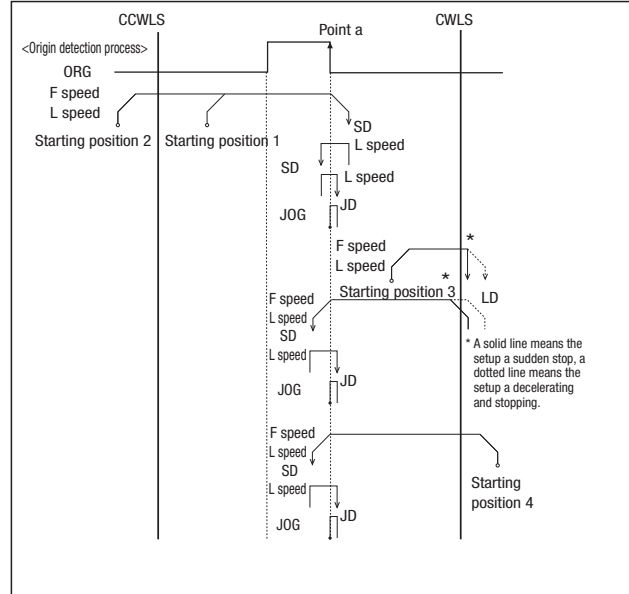 CCWLS
Point a
CWLS
<Origin detection process>
ORG
F speed
L speed
Starting position 2
Starting position 1
SD
L speed
SD
L speed
JOG
JD
F speed
*
L speed
Starting position 3
*
LD
F speed
L speed
SD
* A solid line means the
setup a sudden stop, a
dotted line means the
setup a decelerating
and stopping.
L speed
JOG
JD
F speed
L speed
SD
Starting
position 4
L speed
JOG
JD